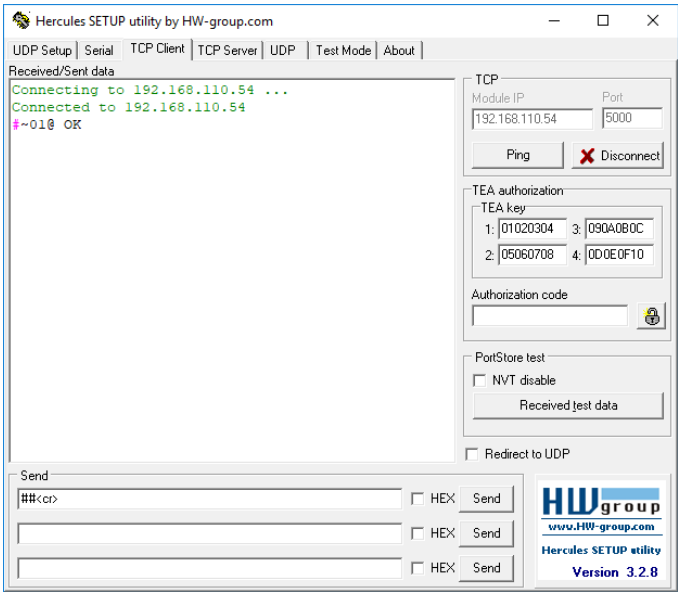 Hercules SETUP utility by HW-group.com
UDP Setup Serial TCP Client TCP Server UDP Test Mode About
Received/Sent data
Connecting to 192.168.110.54 ...
Connected to 192.168.110.54
#~01@ OK
TCP
Module IP Port
192.168.110.54 5000
Ping Disconnect
TEA authorization
TEA key
1: 01020304 3: 090A0B0C
2: 05060708 4: 0D0E0F10
Authorization code
PortStore test
NVT disable
Received test data
Redirect to UDP
Send
##<cr> HEX Send
HEX Send
HEX Send
HW group
www.HW-group.com
Hercules SETUP utility
Version 3.2.8